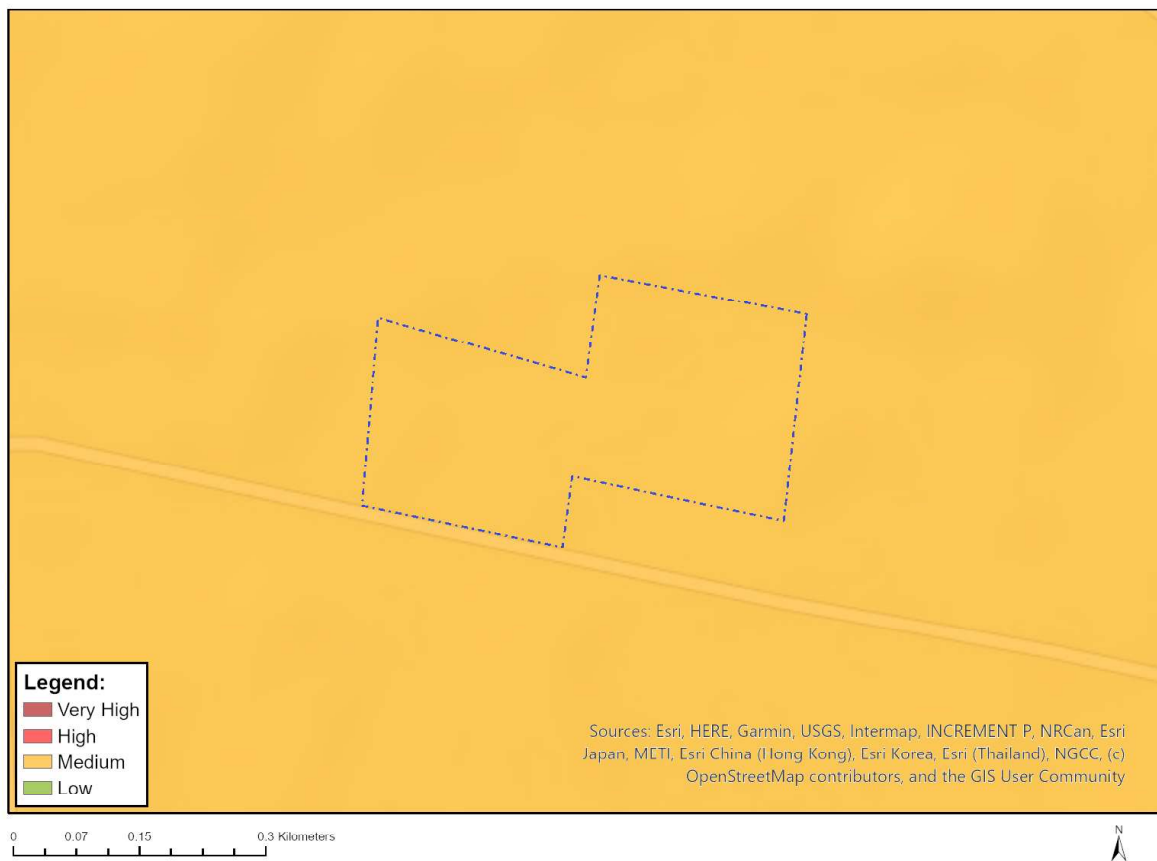 Legend:
Very High
High
Medium
Low
Sources: Esri, HERE, Garmin, USGS, Intermap, INCREMENT P, NRCan, Esri
Japan, METI, Esri China (Hong Kong), Esri Korea, Esri (Thailand), NGCC, (c)
OpenStreetMap contributors, and the GIS User Community
0 0.07 0.15 0.3 Kilometers
N